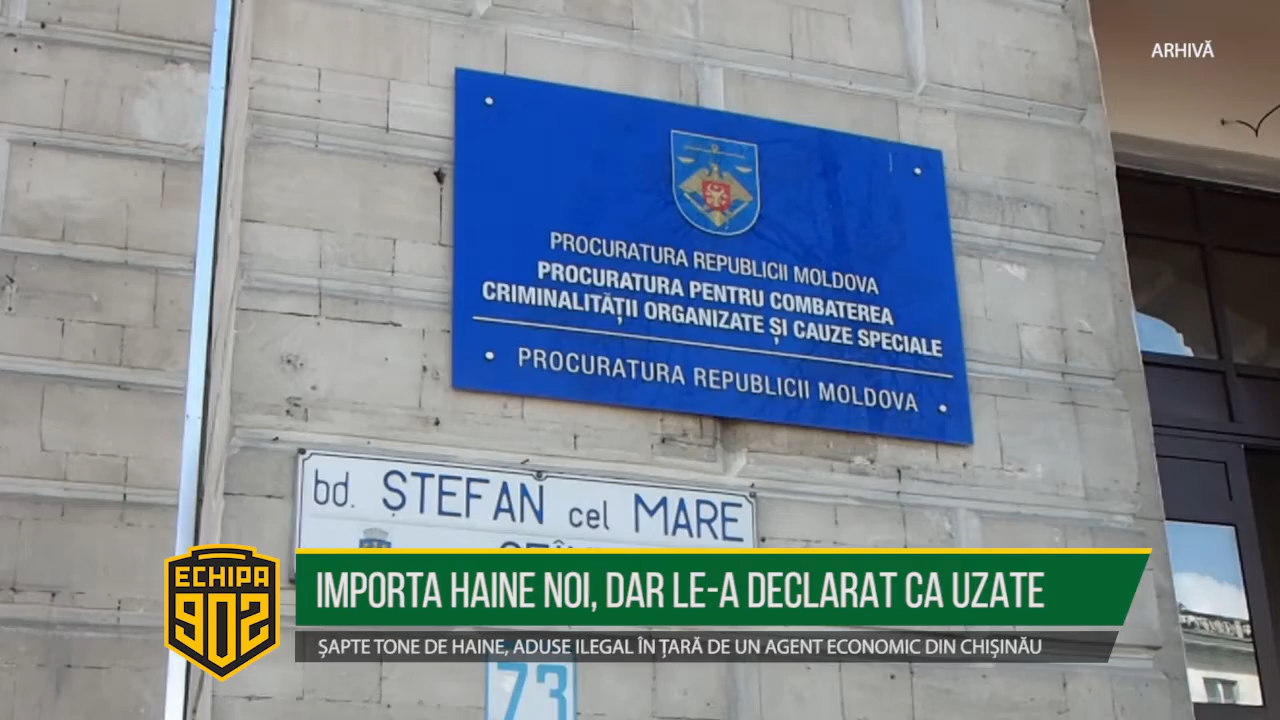 ARHIVĂ
PROCURATURA REPUBLICII MOLDOVA
PROCURATURA PENTRU COMBATEREA
CRIMINALITĂȚII ORGANIZATE ȘI CAUZE SPECIALE
• PROCURATURA REPUBLICII MOLDOVA •
bd. ȘTEFAN cel MARE
ECHIPA
902
IMPORTA HAINE NOI, DAR LE-A DECLARAT CA UZATE
ȘAPTE TONE DE HAINE, ADUSE ILEGAL ÎN ȚARĂ DE UN AGENT ECONOMIC DIN CHIȘINĂU
73